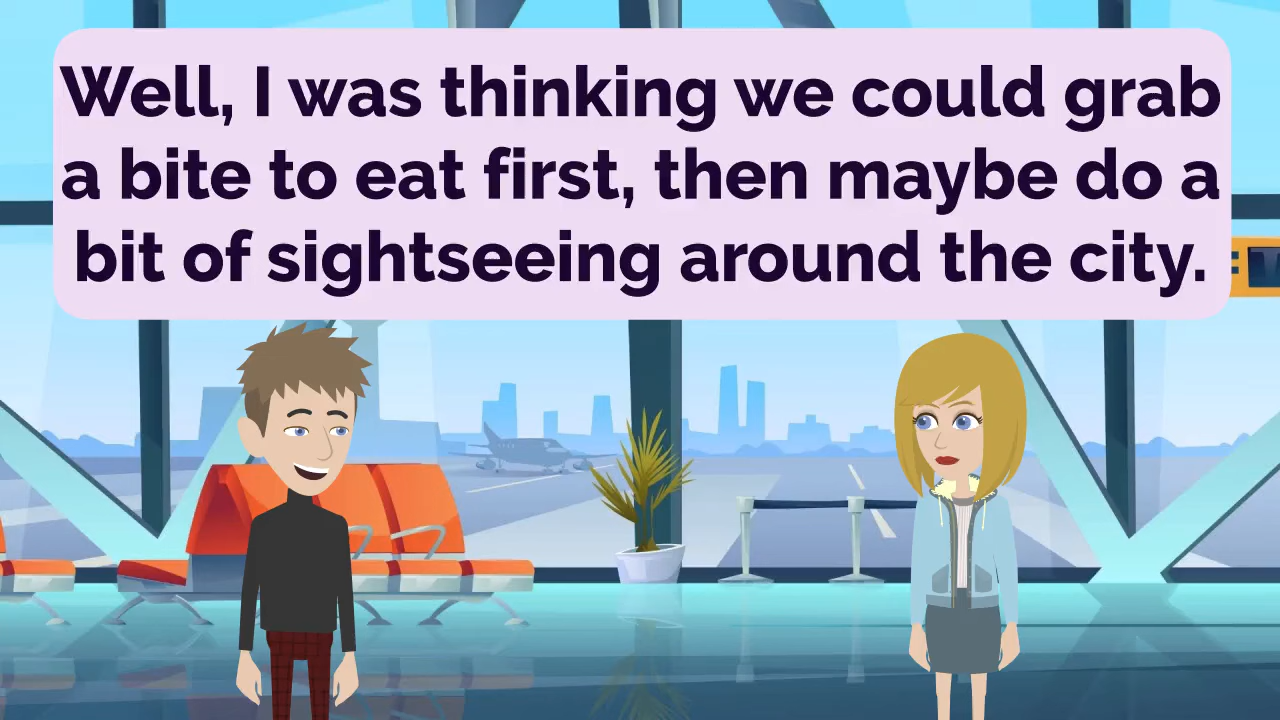 Well, I was thinking we could grab
a bite to eat first, then maybe do a
bit of sightseeing around the city.